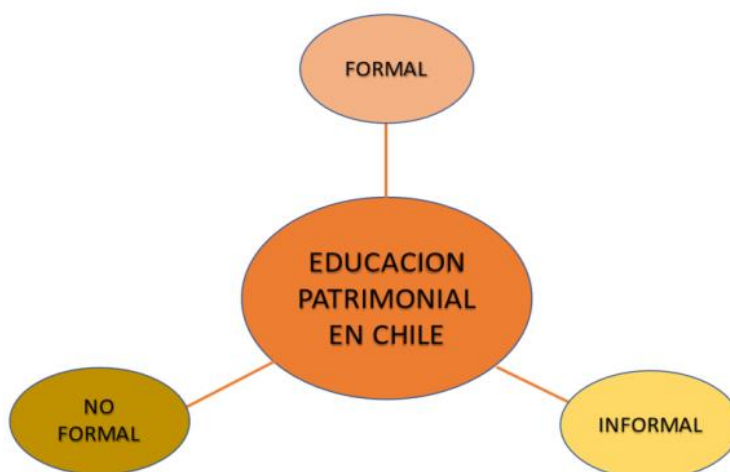 FORMAL
EDUCACION
PATRIMONIAL
EN CHILE
NO
FORMAL
INFORMAL